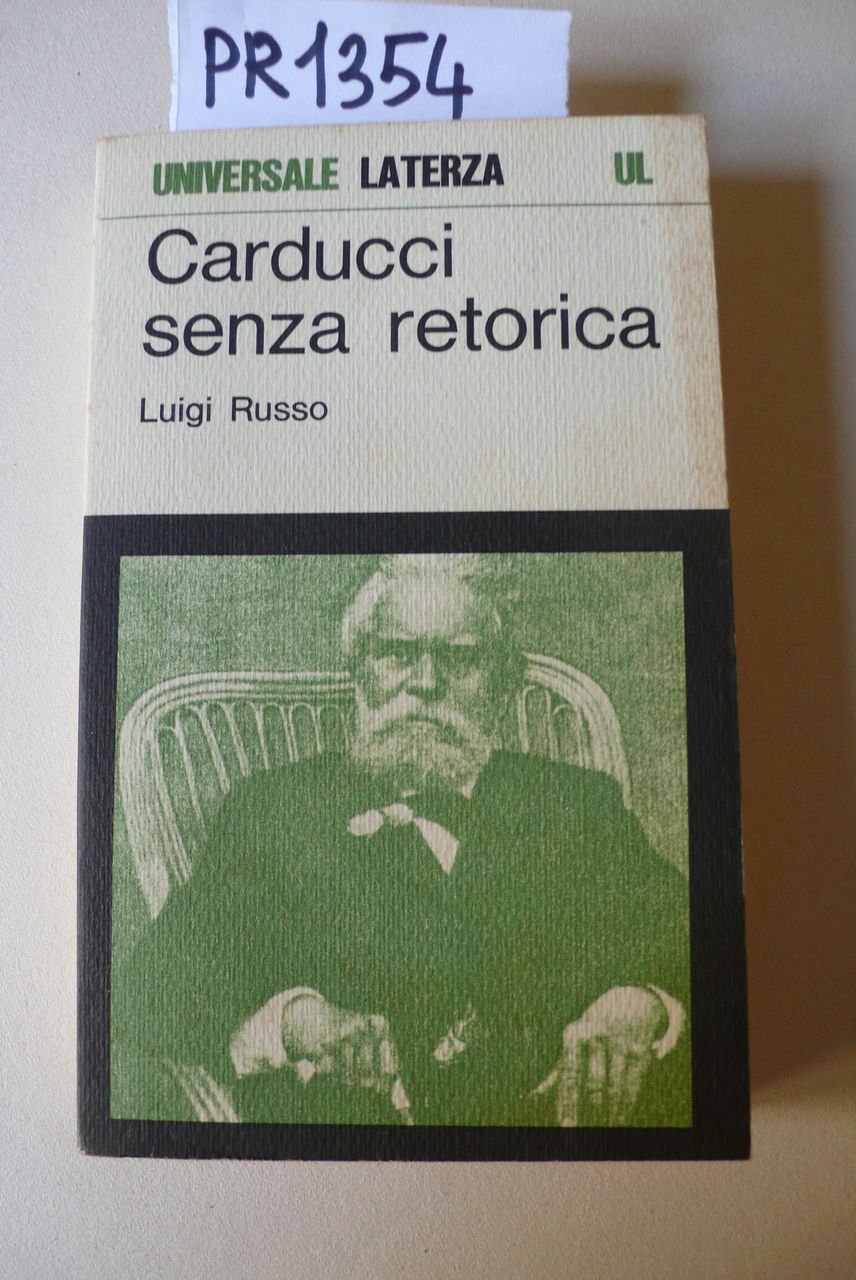 PR1354
UNIVERSALE LATERZA UL
Carducci
senza retorica
Luigi Russo